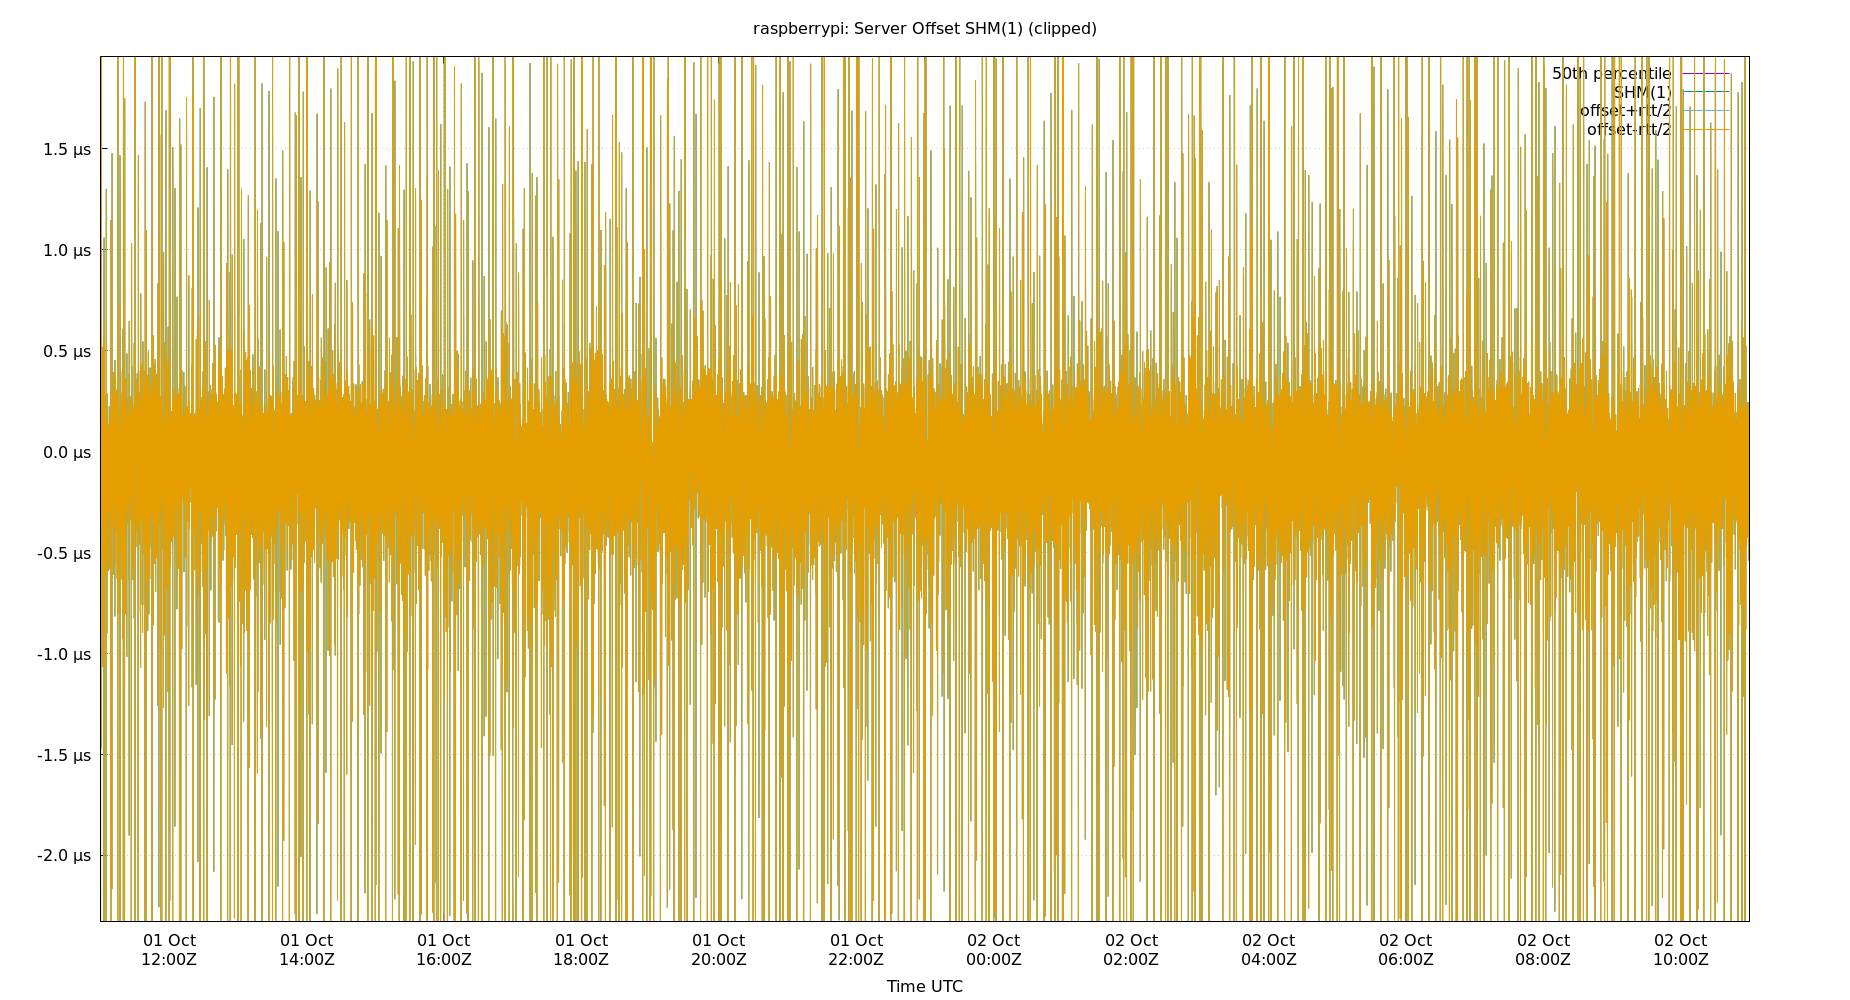 raspberrypi: Server Offset SHM(1) (clipped)
50th percentile
SHM(1)
offset+rtt/2
offset-rtt/2
1.5 µs
1.0 µs
0.5 µs
0.0 µs
-0.5 µs
-1.0 µs
-1.5 µs
-2.0 µs
01 Oct 01 Oct 01 Oct 01 Oct 01 Oct 01 Oct 02 Oct 02 Oct 02 Oct 02 Oct 02 Oct 02 Oct
12:00Z 14:00Z 16:00Z 18:00Z 20:00Z 22:00Z 00:00Z 02:00Z 04:00Z 06:00Z 08:00Z 10:00Z
Time UTC